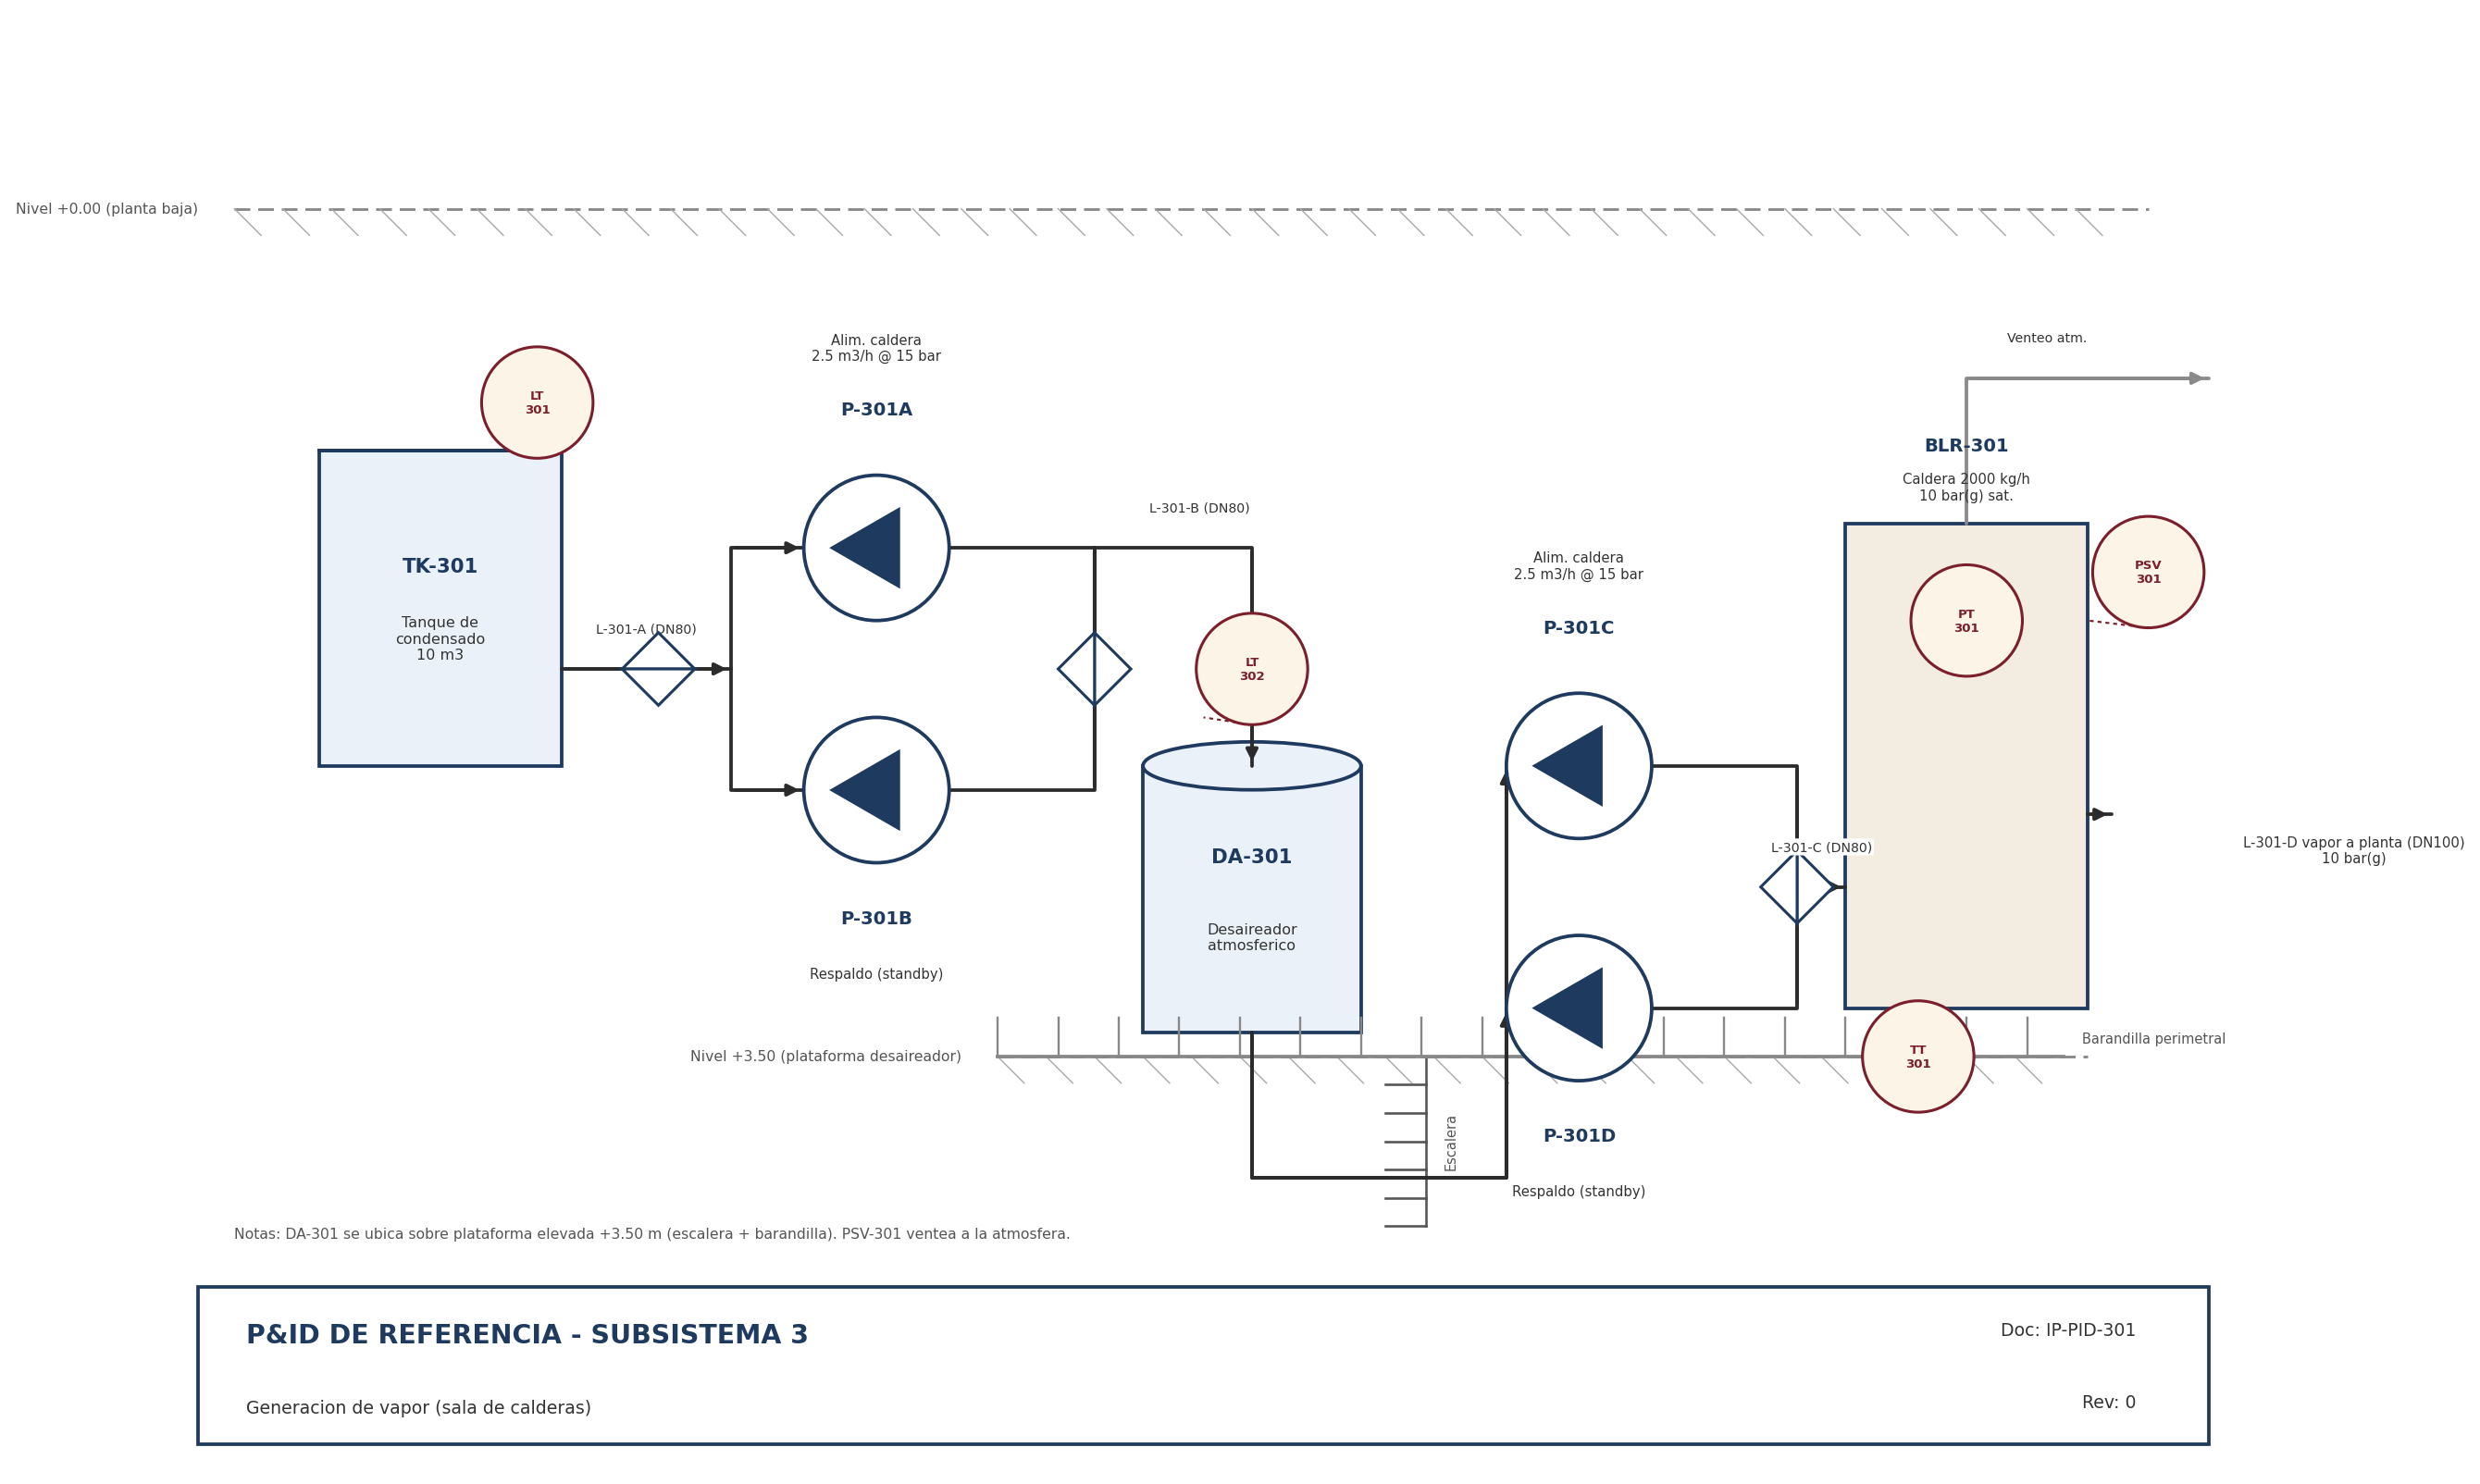 Nivel +0.00 (planta baja)
Alim. caldera
2.5 m3/h @ 15 bar
P-301A
LT
301
TK-301
Tanque de
condensado
10 m3
L-301-A (DN80)
L-301-B (DN80)
LT
302
P-301B
Respaldo (standby)
DA-301
Desaireador
atmosferico
Alim. caldera
2.5 m3/h @ 15 bar
P-301C
Venteo atm.
BLR-301
Caldera 2000 kg/h
10 bar(g) sat.
PSV
301
PT
301
L-301-C (DN80)
L-301-D vapor a planta (DN100)
10 bar(g)
Nivel +3.50 (plataforma desaireador)
Barandilla perimetral
TT
301
Escalera
P-301D
Respaldo (standby)
Notas: DA-301 se ubica sobre plataforma elevada +3.50 m (escalera + barandilla). PSV-301 ventea a la atmosfera.
P&ID DE REFERENCIA - SUBSISTEMA 3
Doc: IP-PID-301
Generacion de vapor (sala de calderas)
Rev: 0